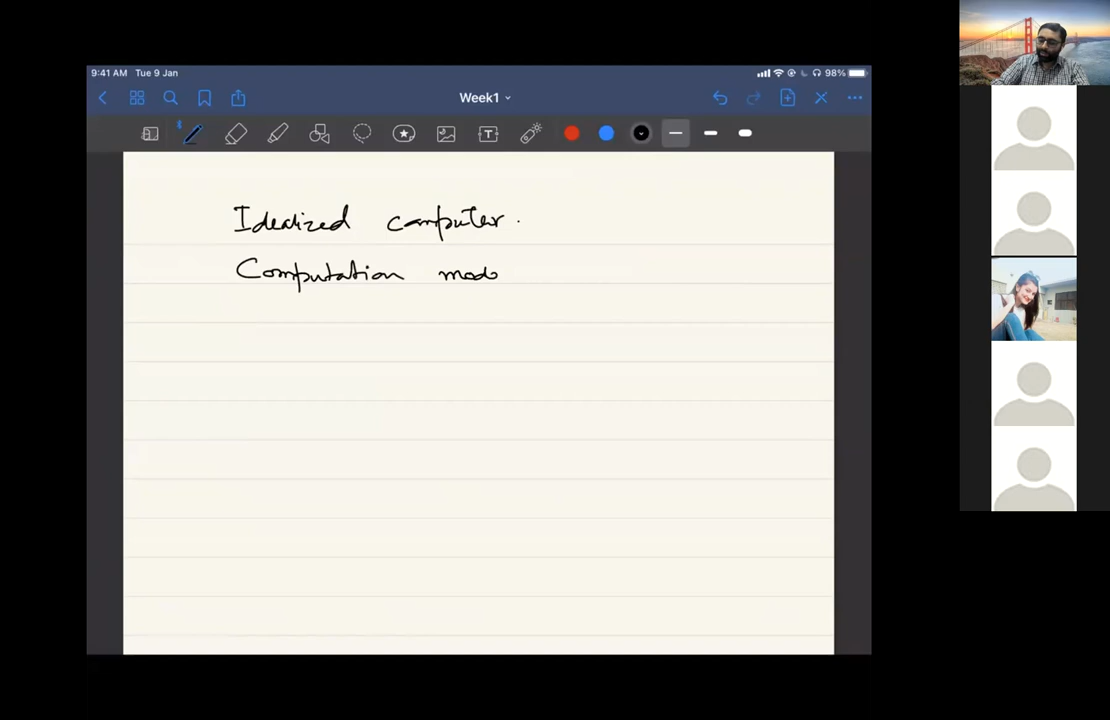 9:41 AM Tue 9 Jan
98%
Week1
T
Idealized computer.
Computation mode